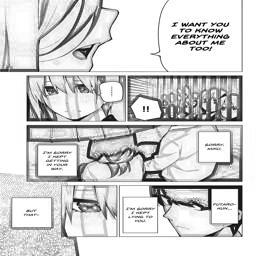 I WANT YOU
TO KNOW
EVERYTHING
ABOUT ME
TOO!
...
!!
SORRY,
MIKU.
I'M SORRY
I KEPT
GETTING
IN YOUR
WAY.
FUTARO-
KUN...
I'M SORRY
I KEPT
LYING TO
YOU.
BUT
THAT-